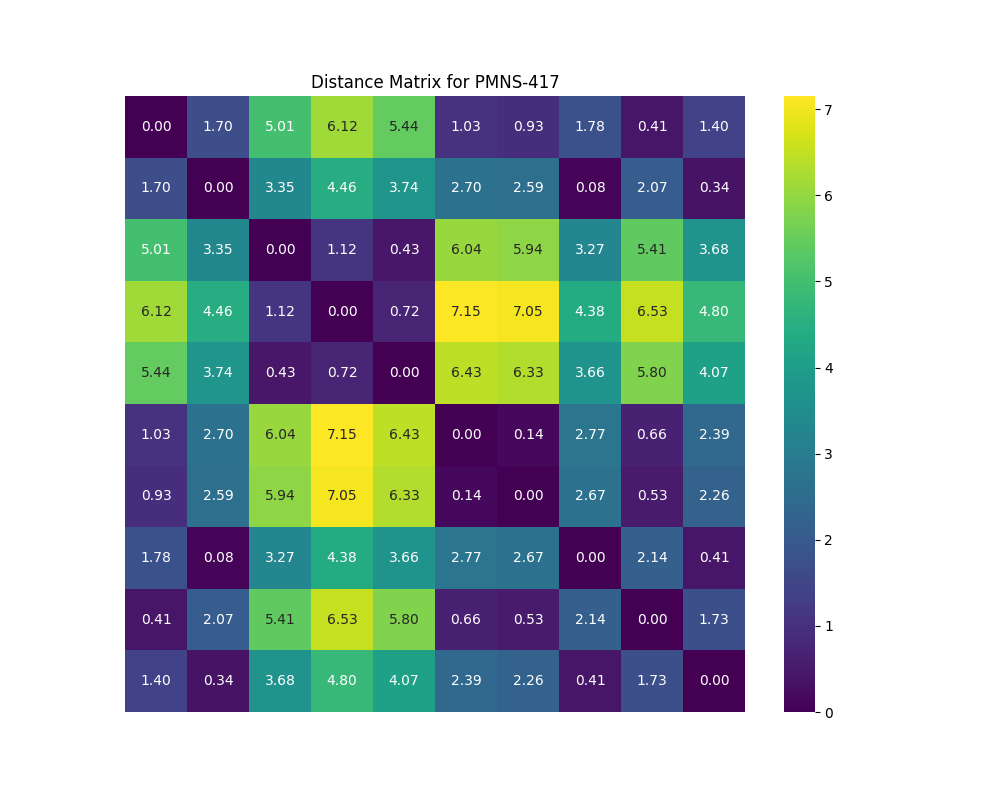 Distance Matrix for PMNS-417
0.00 1.70 5.01 6.12 5.44 1.03 0.93 1.78 0.41 1.40
1.70 0.00 3.35 4.46 3.74 2.70 2.59 0.08 2.07 0.34
5.01 3.35 0.00 1.12 0.43 6.04 5.94 3.27 5.41 3.68
6.12 4.46 1.12 0.00 0.72 7.15 7.05 4.38 6.53 4.80
5.44 3.74 0.43 0.72 0.00 6.43 6.33 3.66 5.80 4.07
1.03 2.70 6.04 7.15 6.43 0.00 0.14 2.77 0.66 2.39
0.93 2.59 5.94 7.05 6.33 0.14 0.00 2.67 0.53 2.26
1.78 0.08 3.27 4.38 3.66 2.77 2.67 0.00 2.14 0.41
0.41 2.07 5.41 6.53 5.80 0.66 0.53 2.14 0.00 1.73
1.40 0.34 3.68 4.80 4.07 2.39 2.26 0.41 1.73 0.00
7
6
5
4
3
2
1
0